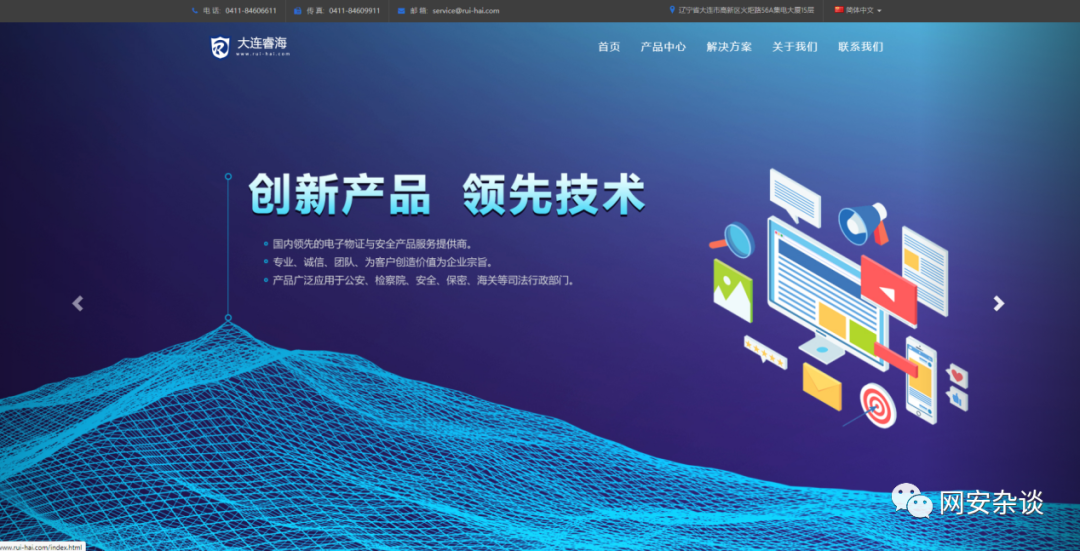 电 话: 0411-84606611
传 真: 0411-84609911
邮 箱: service@rui-hai.com
辽宁省大连市高新区火炬路56A集电大厦15层
简体中文
大连睿海
www.rui-hai.com
首页 产品中心 解决方案 关于我们 联系我们
创新产品 领先技术
国内领先的电子物证与安全产品服务提供商。
专业、诚信、团队、为客户创造价值为企业宗旨。
产品广泛应用于公安、检察院、安全、保密、海关等司法行政部门。
网安杂谈
www.rui-hai.com/index.html